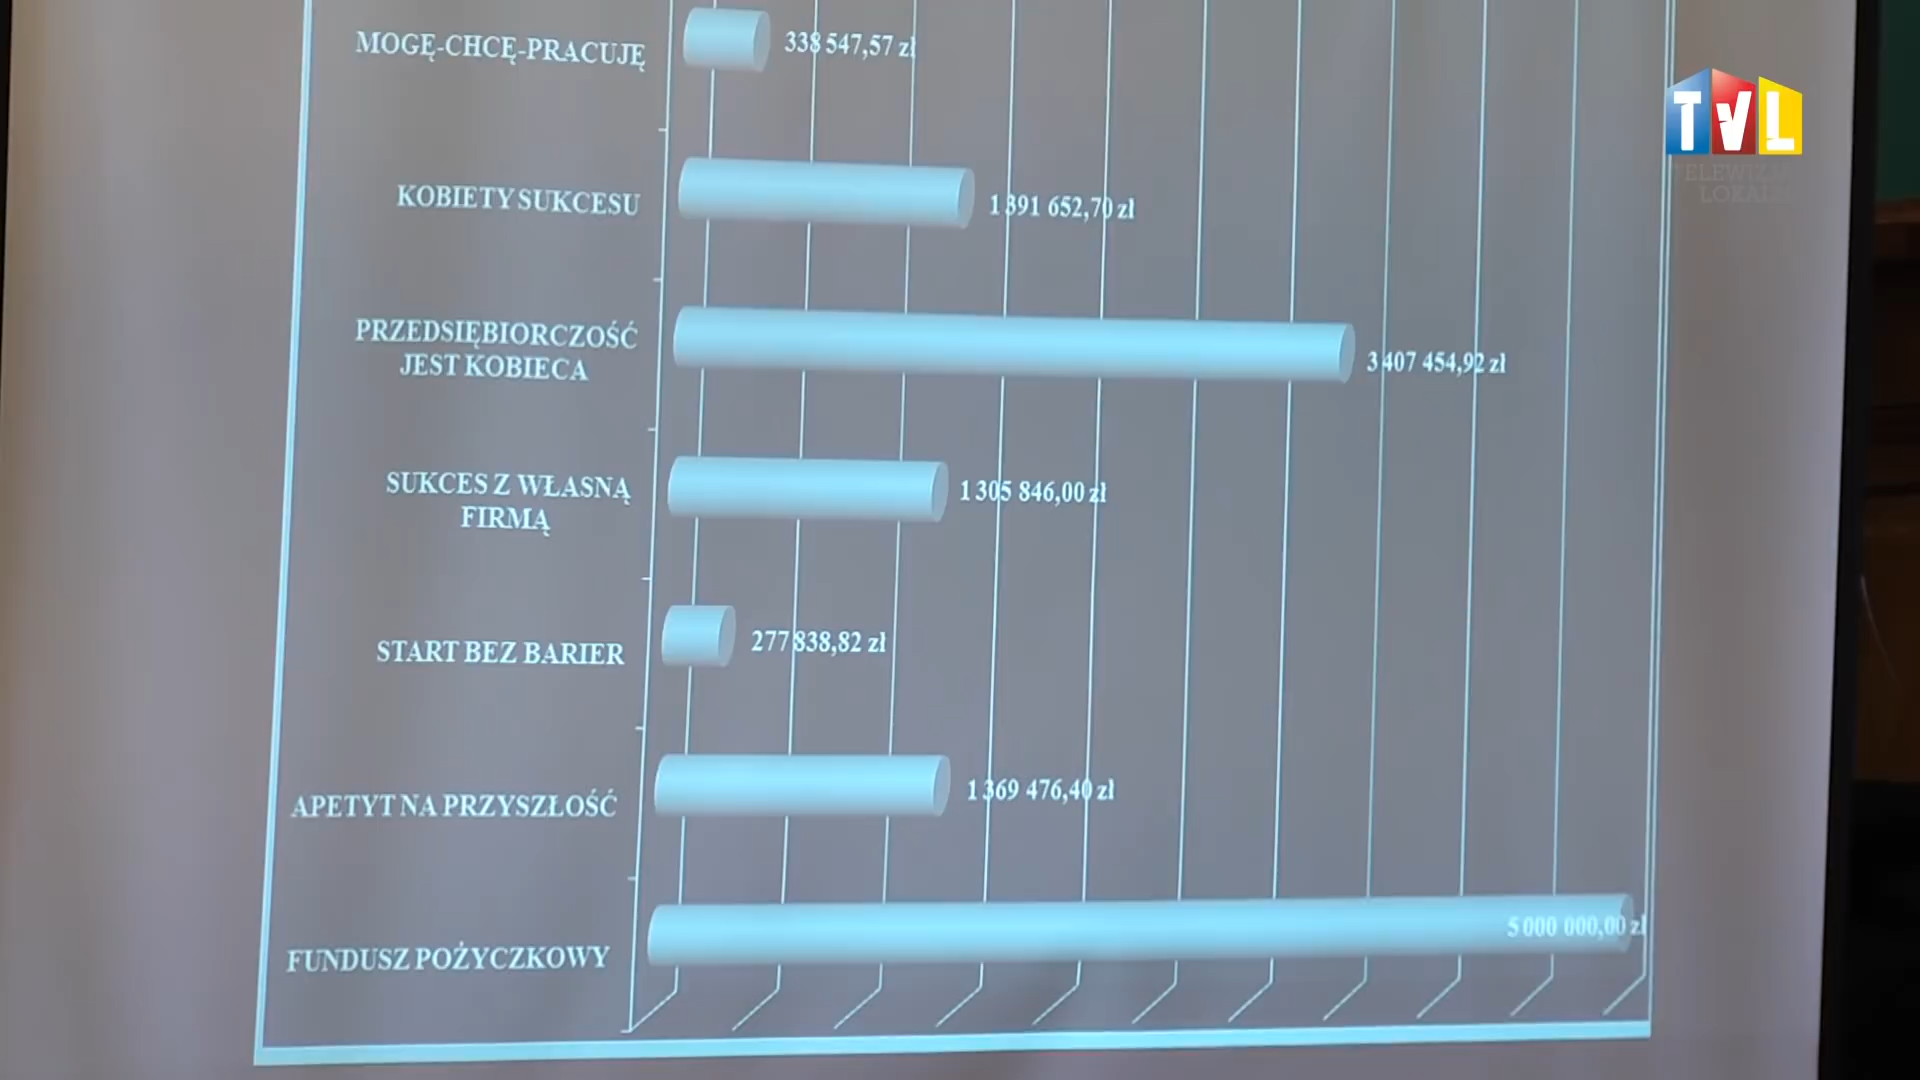 MOGĘ-CHCĘ-PRACUJĘ 338 547,57 zł
KOBIETY SUKCESU 1 391 652,70 zł
PRZEDSIĘBIORCZOŚĆ
JEST KOBIECA 3 407 454,92 zł
SUKCES Z WŁASNĄ
FIRMĄ 1 305 846,00 zł
START BEZ BARIER 277 838,82 zł
APETYT NA PRZYSZŁOŚĆ 1 369 476,40 zł
FUNDUSZ POŻYCZKOWY 5 000 000,00 zł
TVL